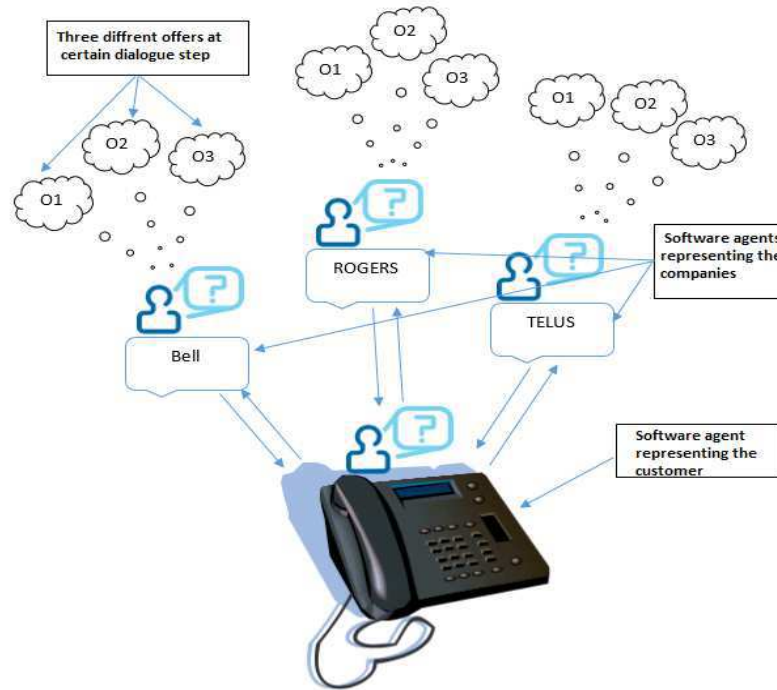 Three diffrent offers at
certain dialogue step
O1
O2
O3
O1
O2
O3
O1
O2
O3
Software agents
representing the
companies
ROGERS
TELUS
Bell
Software agent
representing the
customer